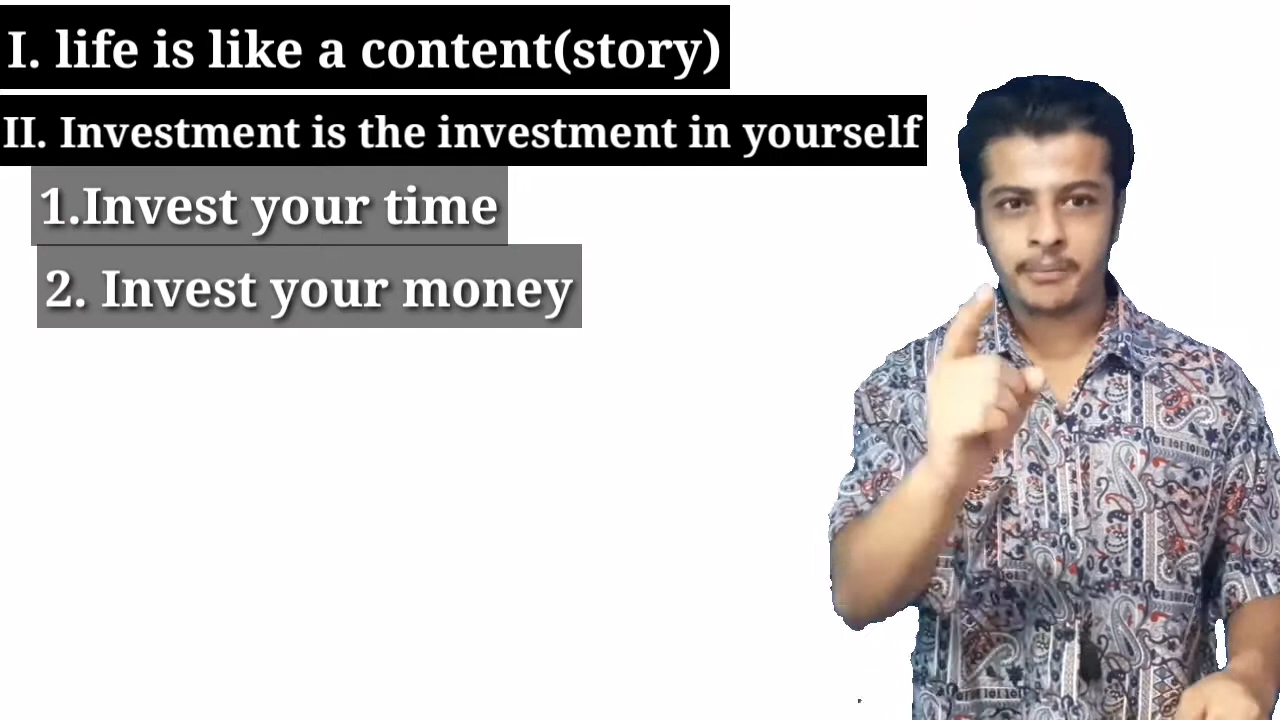 I. life is like a content(story)
II. Investment is the investment in yourself
1.Invest your time
2. Invest your money